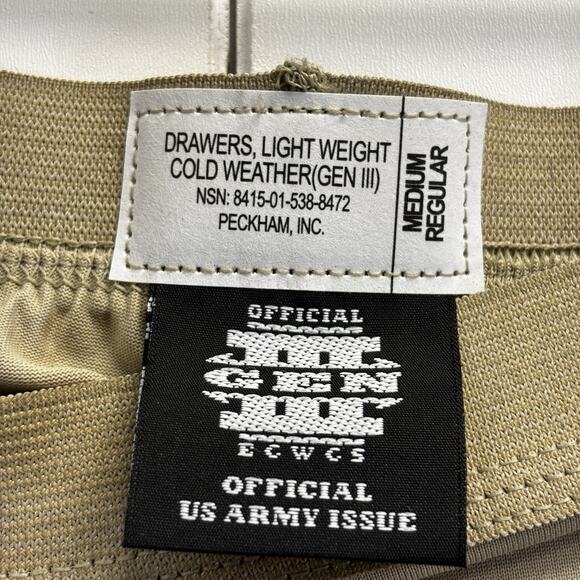 DRAWERS, LIGHT WEIGHT
COLD WEATHER(GEN III)
NSN: 8415-01-538-8472
PECKHAM, INC.
MEDIUM
REGULAR
OFFICIAL
III
GEN
III
ECWCS
OFFICIAL
US ARMY ISSUE